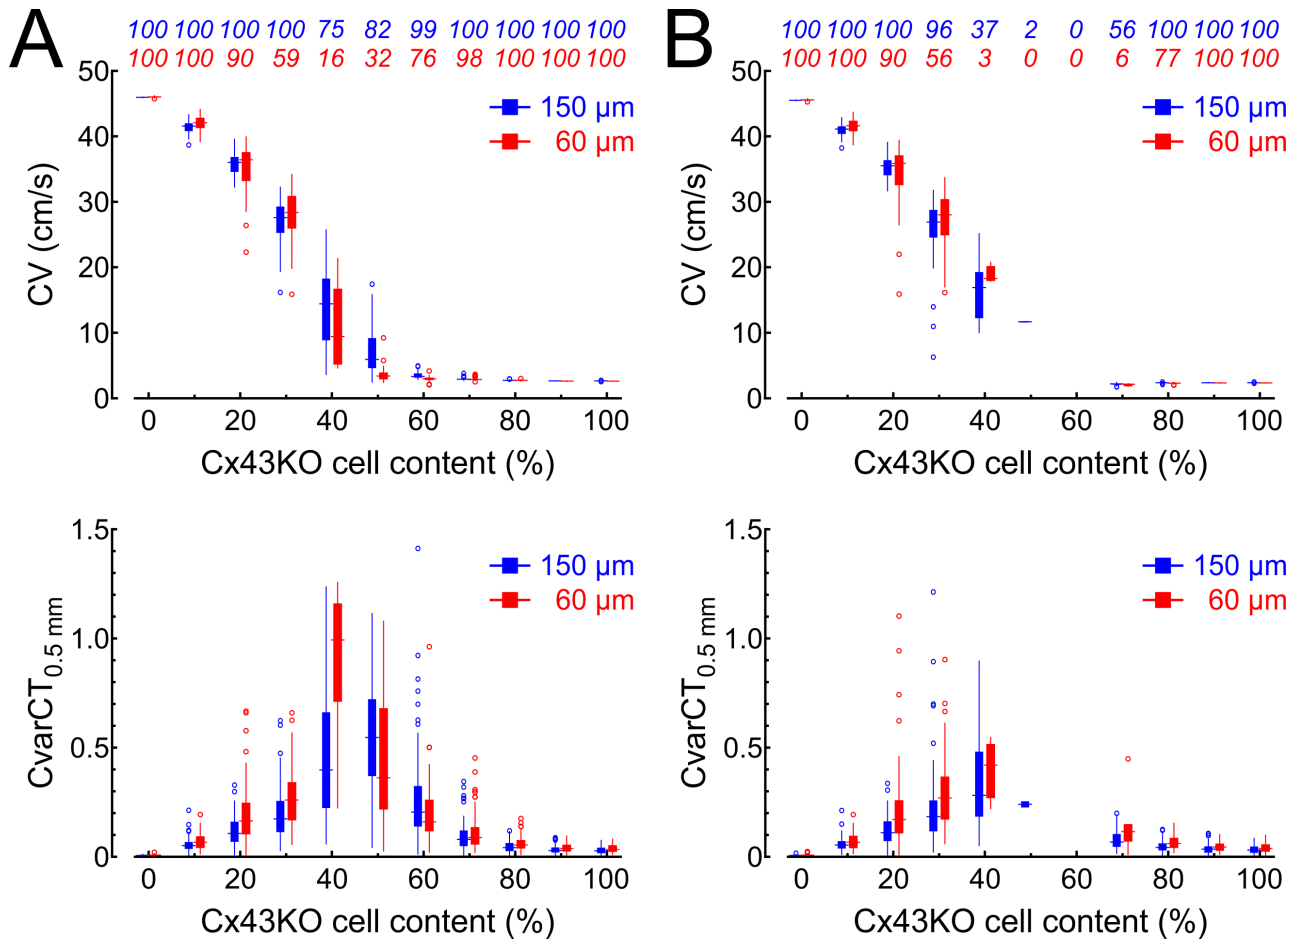 A
100 100 100 100 75 82 99 100 100 100 100
100 100 90 59 16 32 76 98 100 100 100
50
40
30
20
10
0
CV (cm/s)
150 µm
60 µm
0 20 40 60 80 100
Cx43KO cell content (%)
B
100 100 100 96 37 2 0 56 100 100 100
100 100 90 56 3 0 0 6 77 100 100
50
40
30
20
10
0
CV (cm/s)
150 µm
60 µm
0 20 40 60 80 100
Cx43KO cell content (%)
1.5
1.0
0.5
0
CvarCT0.5 mm
150 µm
60 µm
0 20 40 60 80 100
Cx43KO cell content (%)
1.5
1.0
0.5
0
CvarCT0.5 mm
150 µm
60 µm
0 20 40 60 80 100
Cx43KO cell content (%)